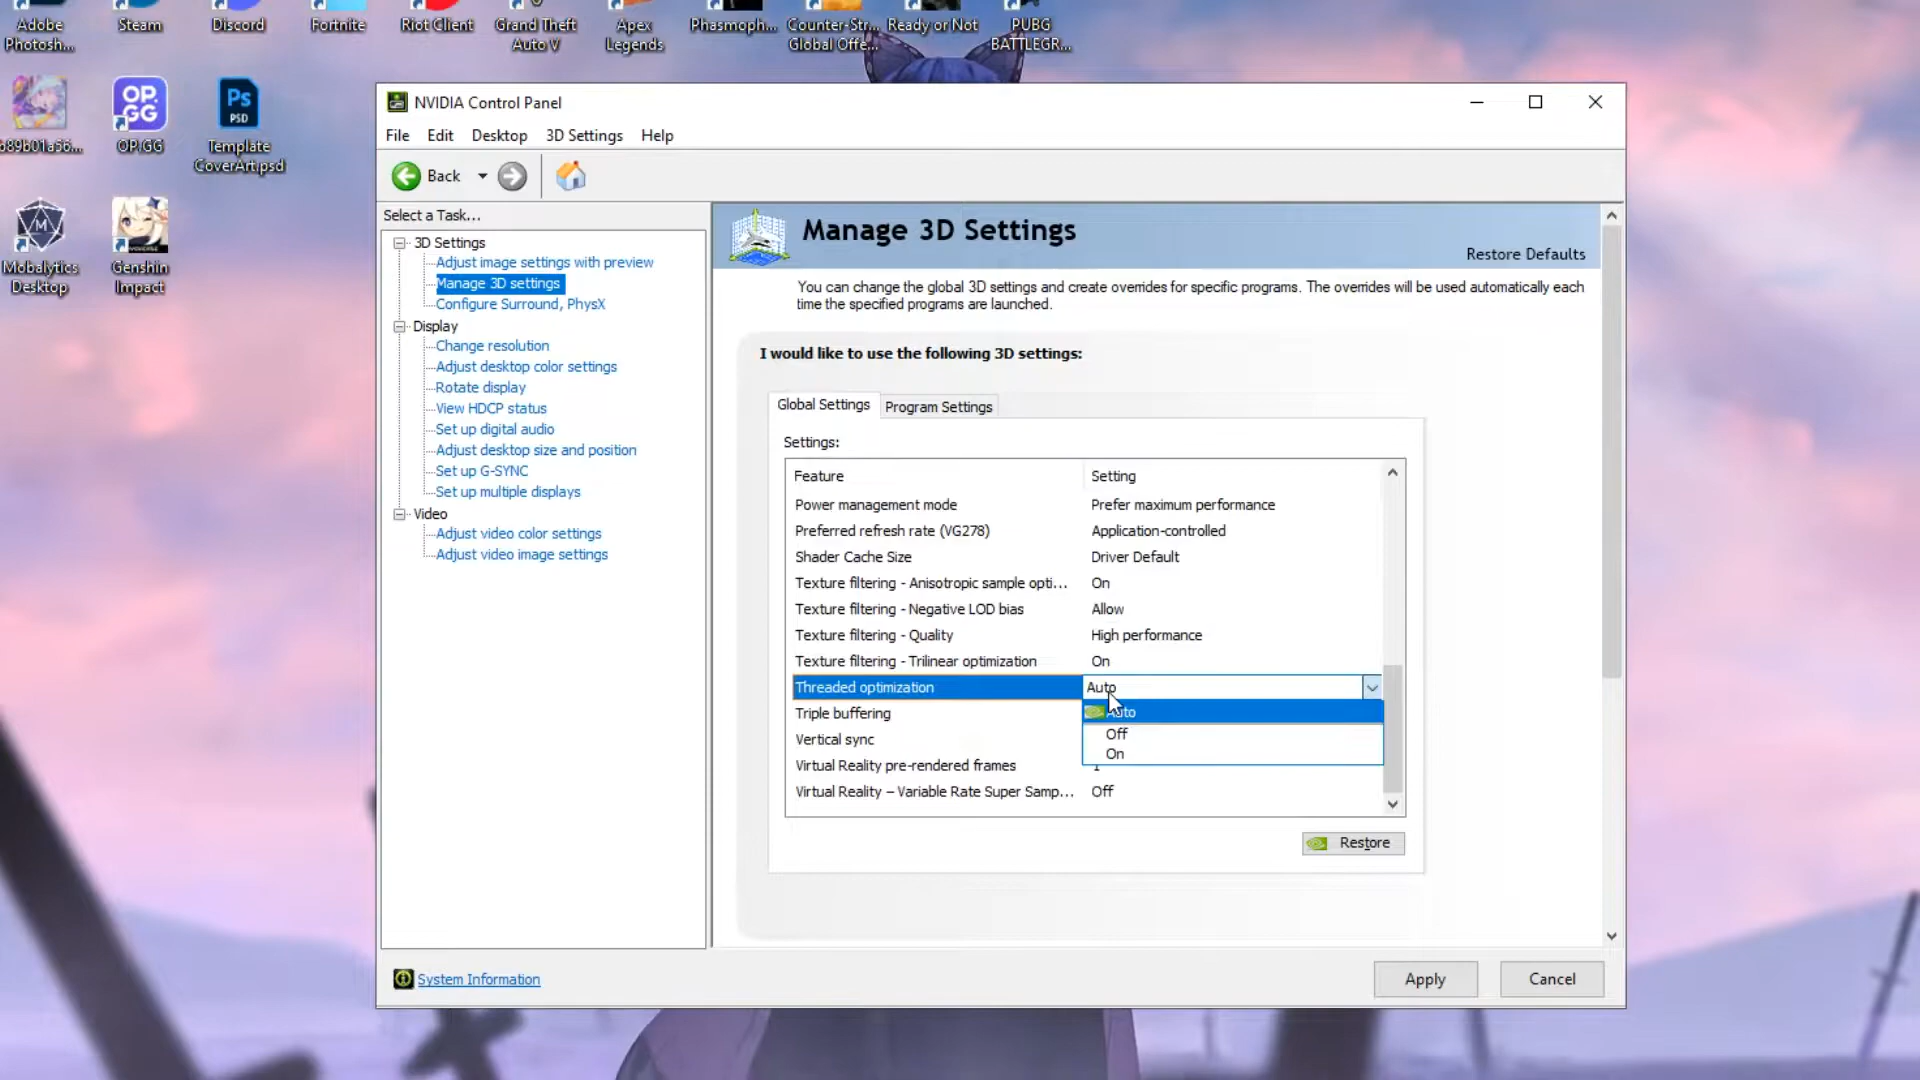 Adobe
Photosh...
Steam
Discord
Fortnite
Riot Client
Grand Theft
Auto V
Apex
Legends
Phasmoph...
Counter-Str...
Global Offe...
Ready or Not
PUBG
BATTLEGR...
b89b01a56...
OP.
GG
OP.GG
Ps
PSD
Template
CoverArt.psd
M
Mobalytics
Desktop
Genshin
Impact
NVIDIA Control Panel
File Edit Desktop 3D Settings Help
Back
Select a Task...
3D Settings
Adjust image settings with preview
Manage 3D settings
Configure Surround, PhysX
Display
Change resolution
Adjust desktop color settings
Rotate display
View HDCP status
Set up digital audio
Adjust desktop size and position
Set up G-SYNC
Set up multiple displays
Video
Adjust video color settings
Adjust video image settings
System Information
Manage 3D Settings
Restore Defaults
You can change the global 3D settings and create overrides for specific programs. The overrides will be used automatically each
time the specified programs are launched.
I would like to use the following 3D settings:
Global Settings Program Settings
Settings:
Feature Setting
Power management mode Prefer maximum performance
Preferred refresh rate (VG278) Application-controlled
Shader Cache Size Driver Default
Texture filtering - Anisotropic sample opti... On
Texture filtering - Negative LOD bias Allow
Texture filtering - Quality High performance
Texture filtering - Trilinear optimization On
Threaded optimization Auto
Auto
Triple buffering
Off
Vertical sync
On
Virtual Reality pre-rendered frames 1
Virtual Reality – Variable Rate Super Samp... Off
Restore
Apply Cancel